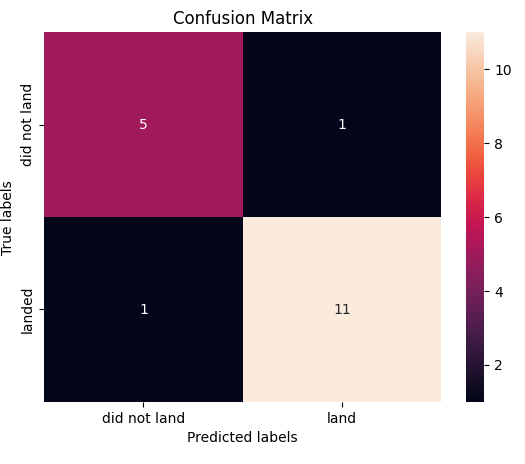 Confusion Matrix
True labels
did not land
landed
5
1
1
11
did not land
land
Predicted labels
10
8
6
4
2